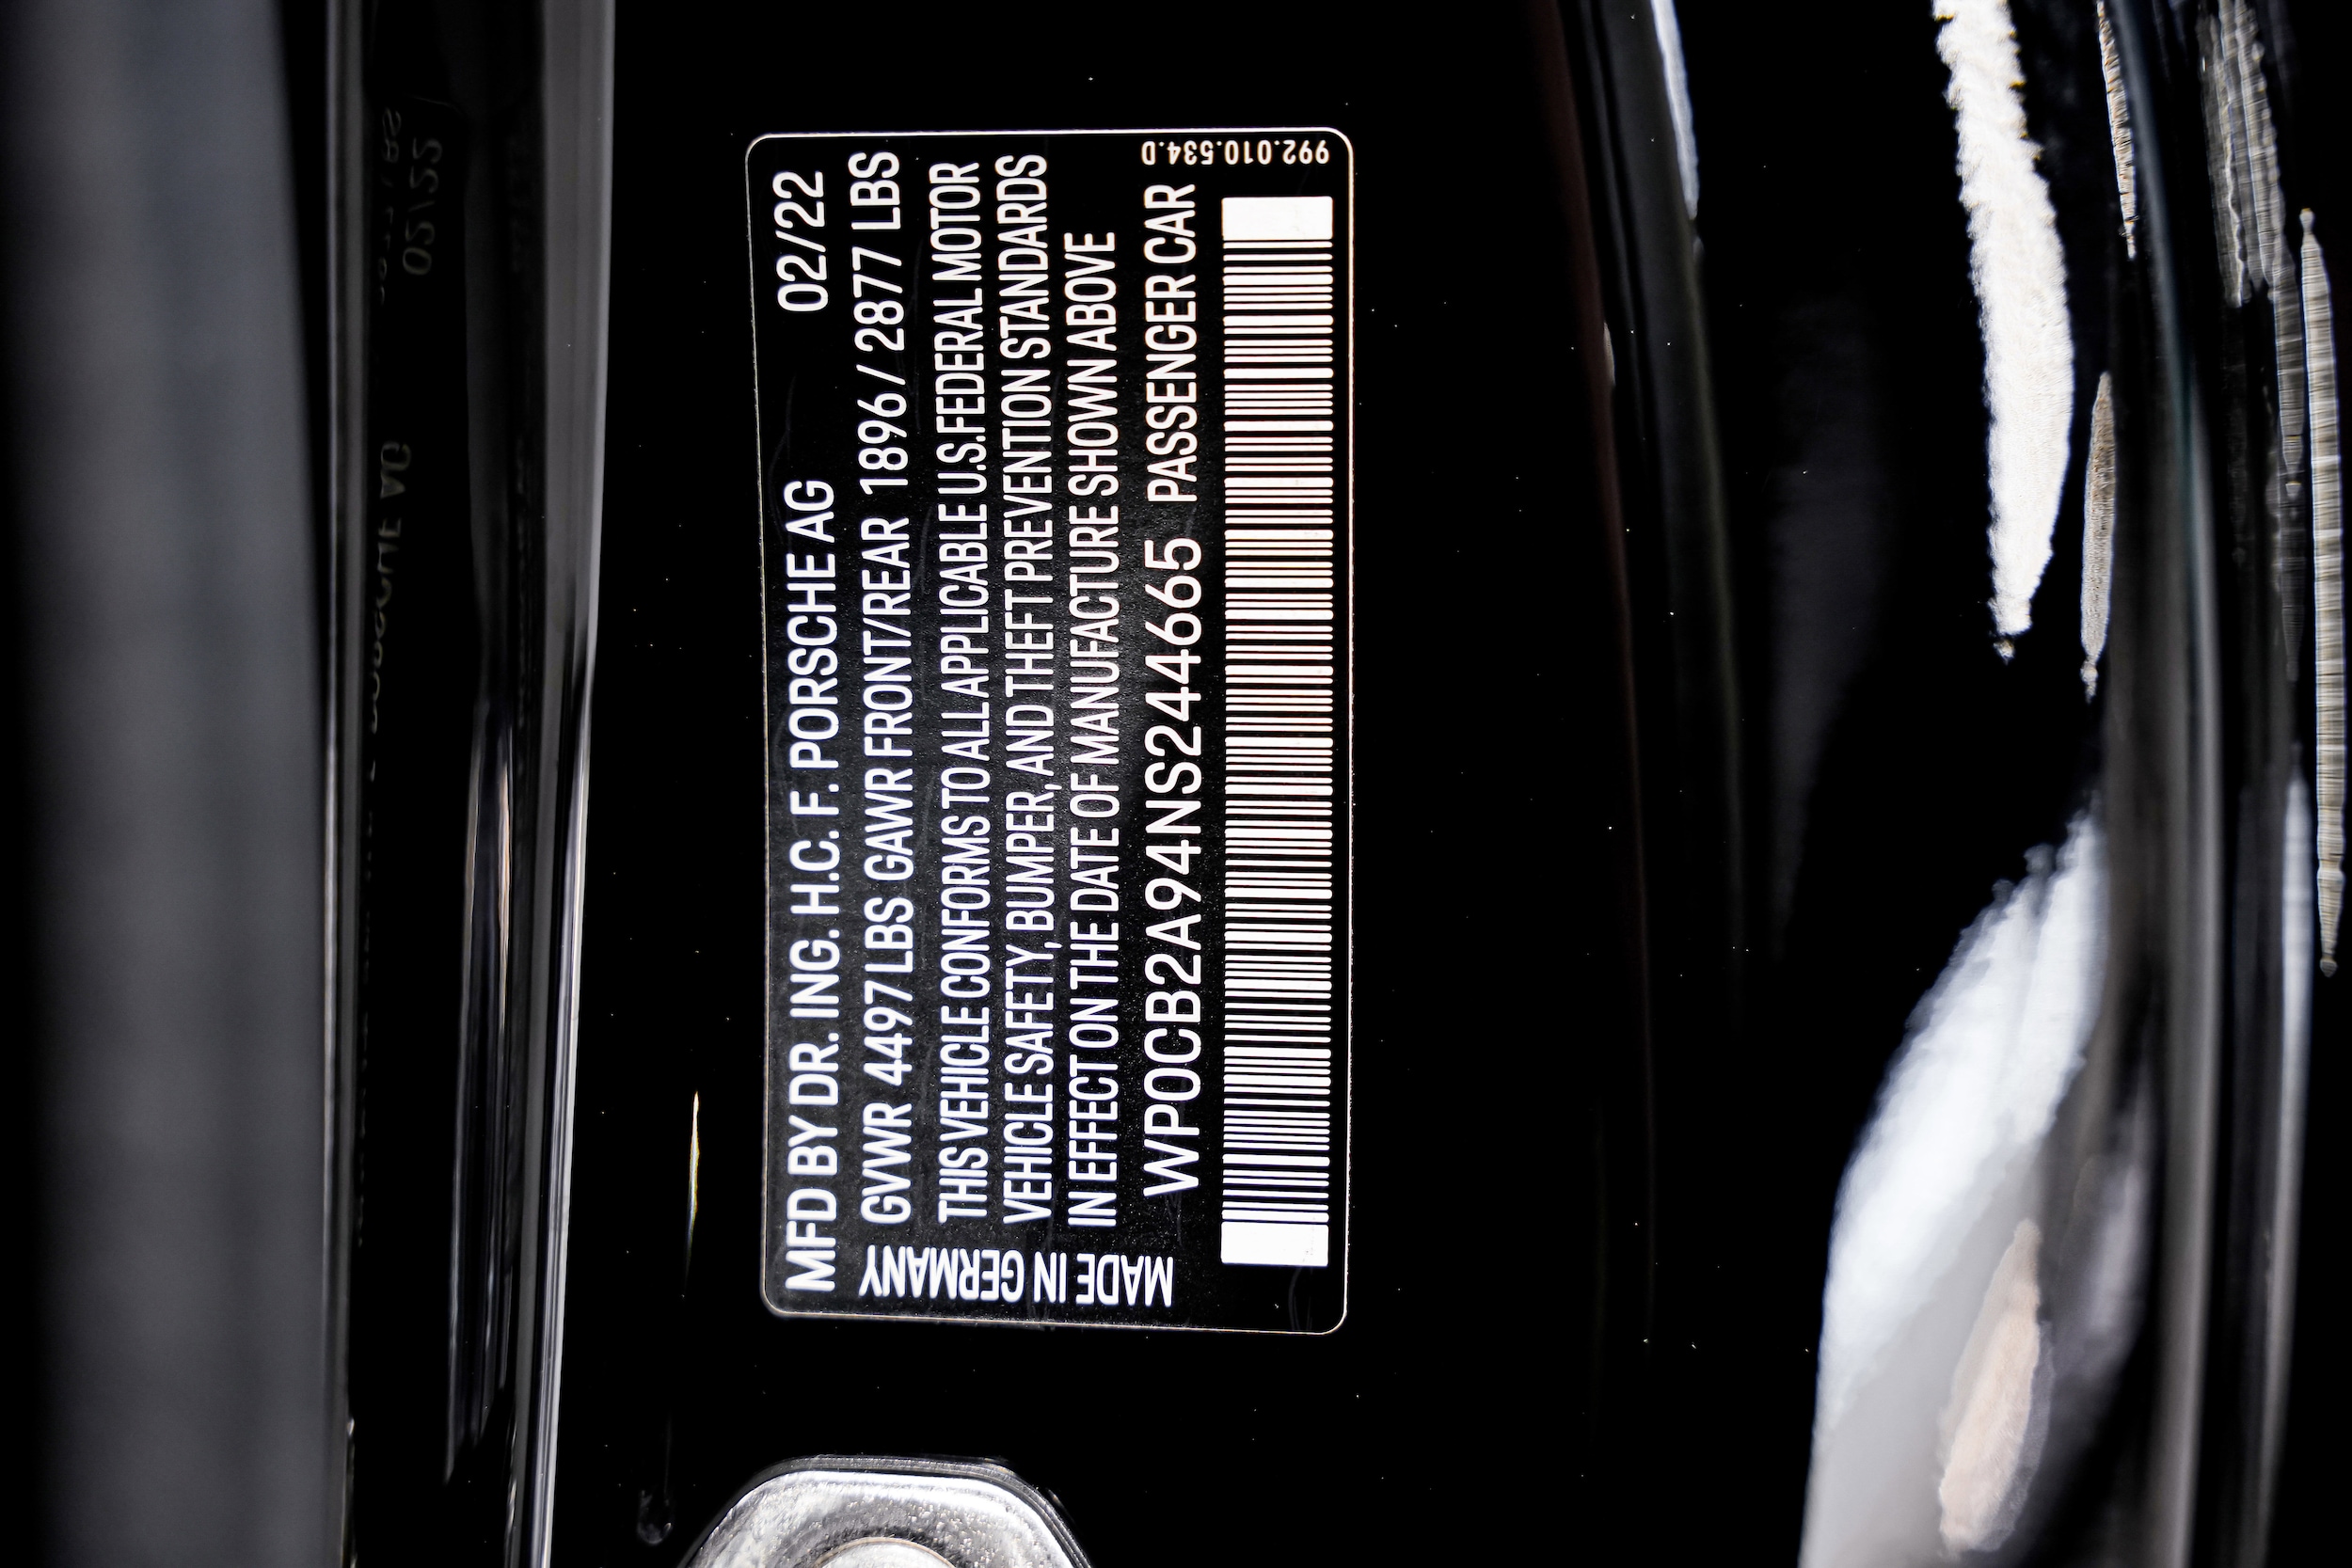 MFD BY DR. ING. H.C. F. PORSCHE AG 02/22
GVWR 4497 LBS GAWR FRONT/REAR 1896 / 2877 LBS
THIS VEHICLE CONFORMS TO ALL APPLICABLE U.S.FEDERAL MOTOR
VEHICLE SAFETY, BUMPER, AND THEFT PREVENTION STANDARDS
IN EFFECT ON THE DATE OF MANUFACTURE SHOWN ABOVE
WP0CB2A94NS244665 PASSENGER CAR
MADE IN GERMANY
992.010.534.D
02/22